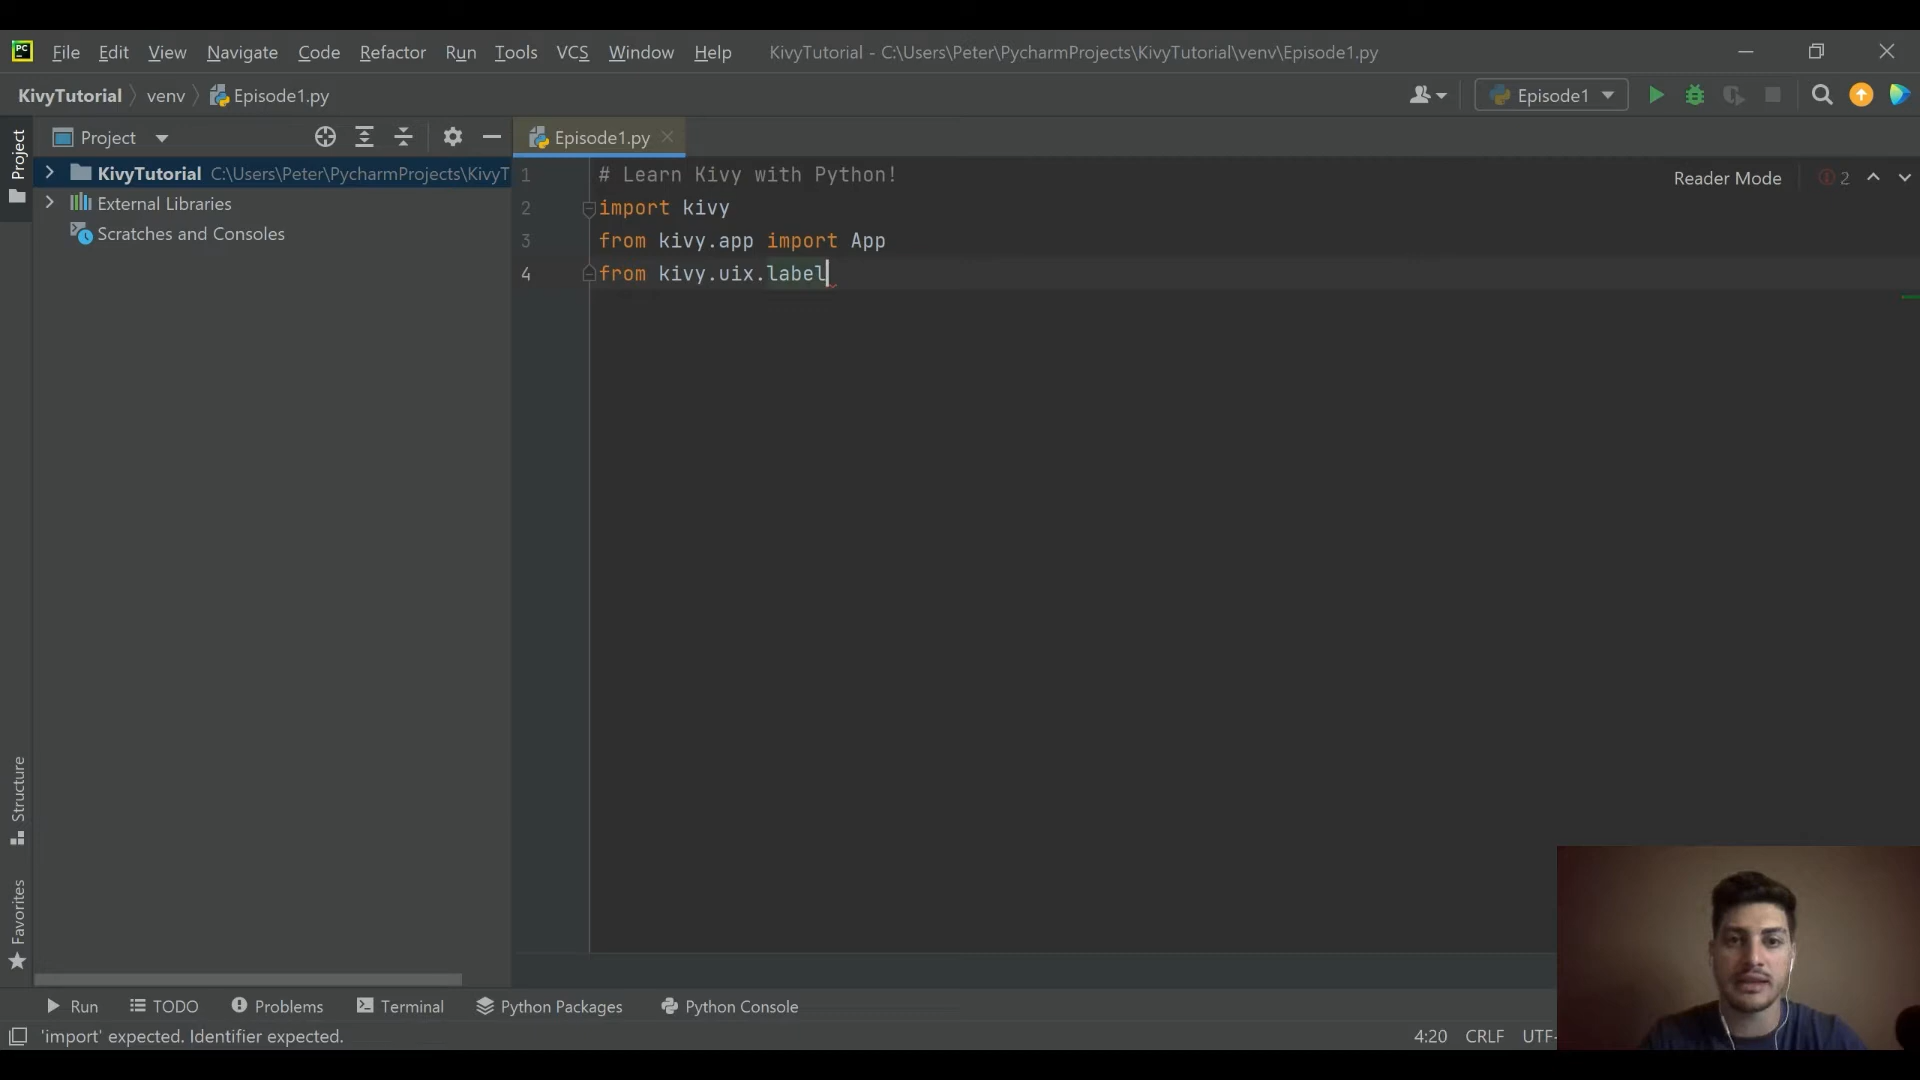 PC
File Edit View Navigate Code Refactor Run Tools VCS Window Help KivyTutorial - C:\Users\Peter\PycharmProjects\KivyTutorial\venv\Episode1.py
KivyTutorial venv Episode1.py Episode1
Project
Project
Episode1.py
KivyTutorial C:\Users\Peter\PycharmProjects\KivyT
External Libraries
Scratches and Consoles
1 # Learn Kivy with Python!
2 import kivy
3 from kivy.app import App
4 from kivy.uix.label
Reader Mode 2
Structure
Favorites
Run TODO Problems Terminal Python Packages Python Console
'import' expected. Identifier expected. 4:20 CRLF UTF-